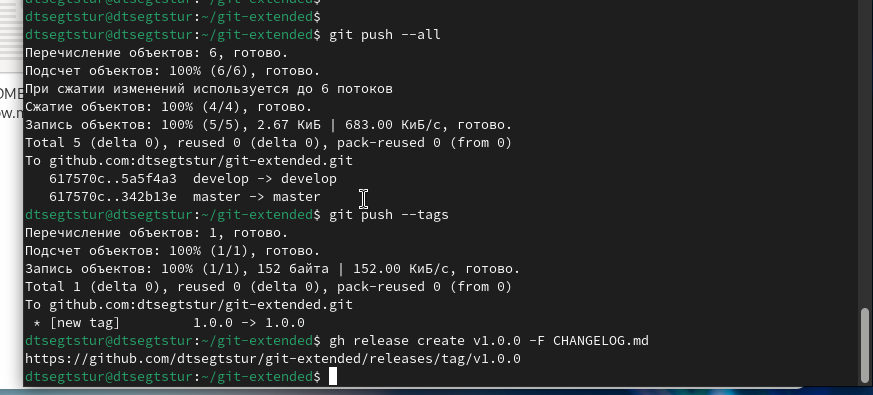 dtsegtstur@dtsegtstur:~/git-extended$
dtsegtstur@dtsegtstur:~/git-extended$ git push --all
Перечисление объектов: 6, готово.
Подсчет объектов: 100% (6/6), готово.
При сжатии изменений используется до 6 потоков
Сжатие объектов: 100% (4/4), готово.
Запись объектов: 100% (5/5), 2.67 КиБ | 683.00 КиБ/с, готово.
Total 5 (delta 0), reused 0 (delta 0), pack-reused 0 (from 0)
To github.com:dtsegtstur/git-extended.git
   617570c..5a5f4a3  develop -> develop
   617570c..342b13e  master -> master
dtsegtstur@dtsegtstur:~/git-extended$ git push --tags
Перечисление объектов: 1, готово.
Подсчет объектов: 100% (1/1), готово.
Запись объектов: 100% (1/1), 152 байта | 152.00 КиБ/с, готово.
Total 1 (delta 0), reused 0 (delta 0), pack-reused 0 (from 0)
To github.com:dtsegtstur/git-extended.git
 * [new tag]         1.0.0 -> 1.0.0
dtsegtstur@dtsegtstur:~/git-extended$ gh release create v1.0.0 -F CHANGELOG.md
https://github.com/dtsegtstur/git-extended/releases/tag/v1.0.0
dtsegtstur@dtsegtstur:~/git-extended$